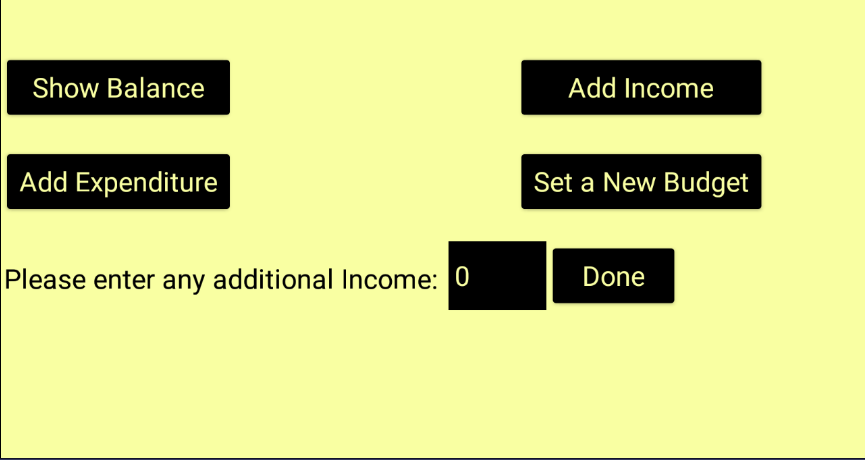 Show Balance
Add Income
Add Expenditure
Set a New Budget
Please enter any additional Income: 0 Done